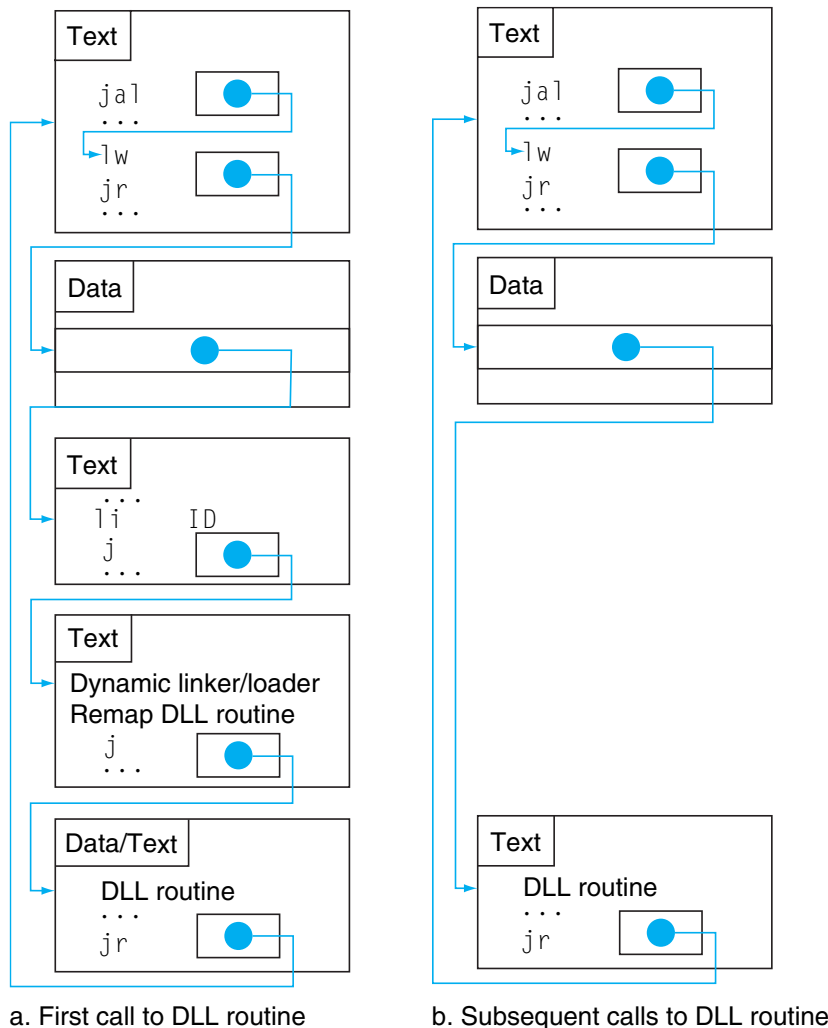 Text
jal
...
lw
jr
...
Data
Text
...
li ID
j
...
Text
Dynamic linker/loader
Remap DLL routine
j
...
Data/Text
DLL routine
...
jr
a. First call to DLL routine
Text
jal
...
lw
jr
...
Data
Text
DLL routine
...
jr
b. Subsequent calls to DLL routine